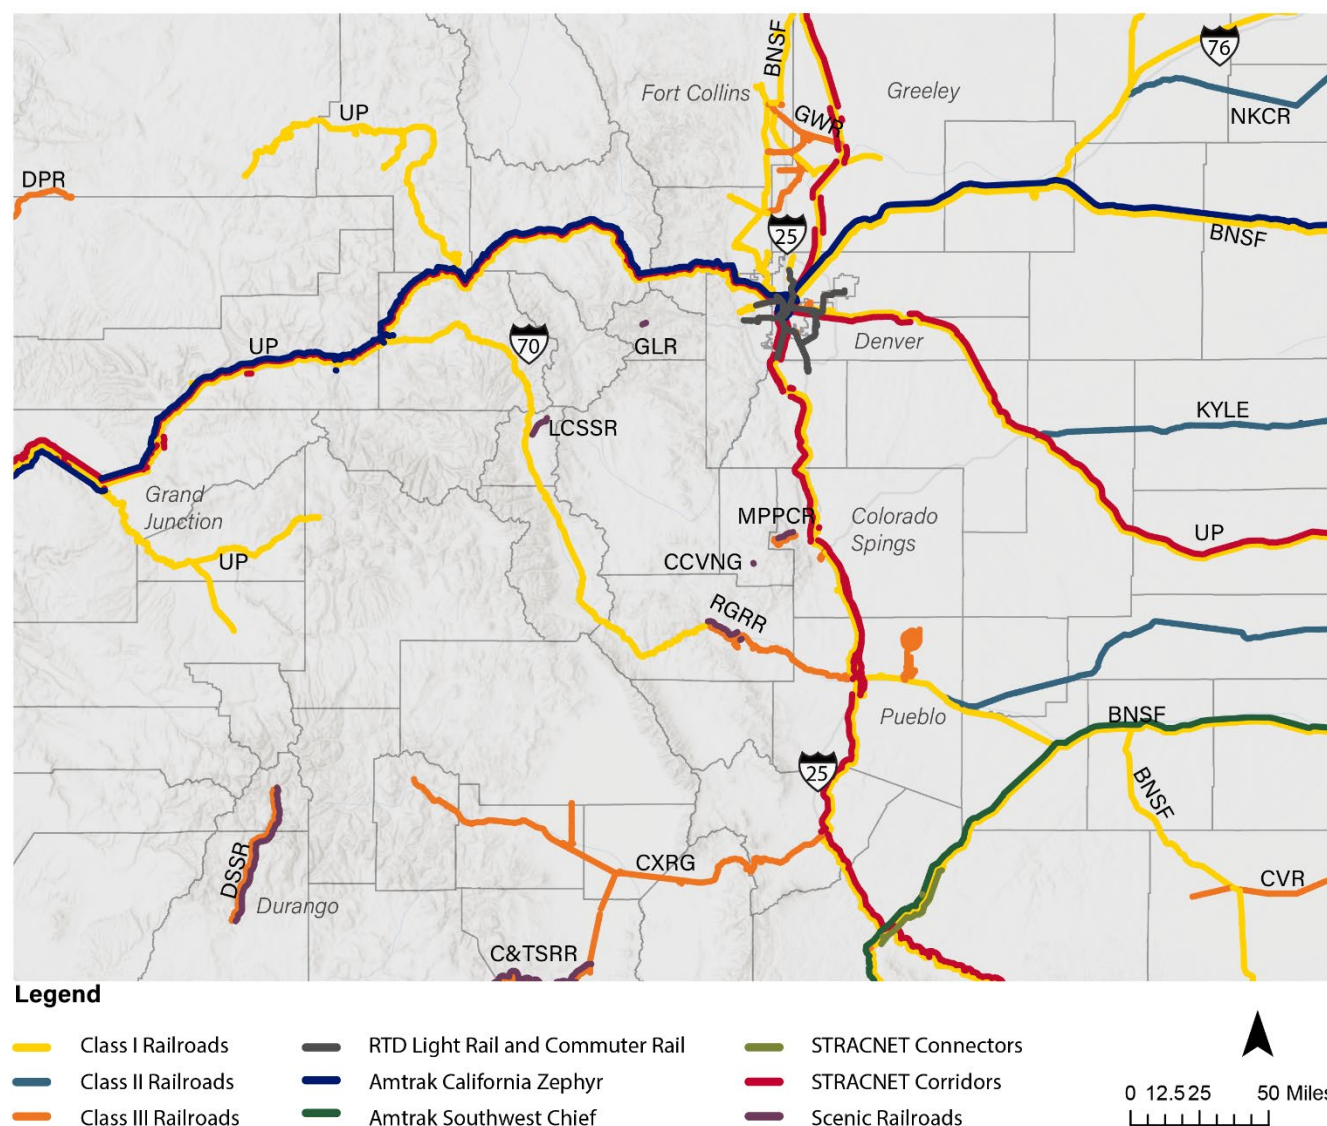 BNSF
76
Fort Collins
Greeley
UP
GWR
NKCR
DPR
25
BNSF
UP
70
GLR
Denver
LCSSR
KYLE
Grand
Junction
MPPCR
Colorado
Spings
UP
UP
CCVNG
RGRR
Pueblo
BNSF
25
BNSF
DSSR
CXRG
CVR
Durango
C&TSRR
Legend
Class I Railroads
Class II Railroads
Class III Railroads
RTD Light Rail and Commuter Rail
Amtrak California Zephyr
Amtrak Southwest Chief
STRACNET Connectors
STRACNET Corridors
Scenic Railroads
0 12.5 25 50 Miles